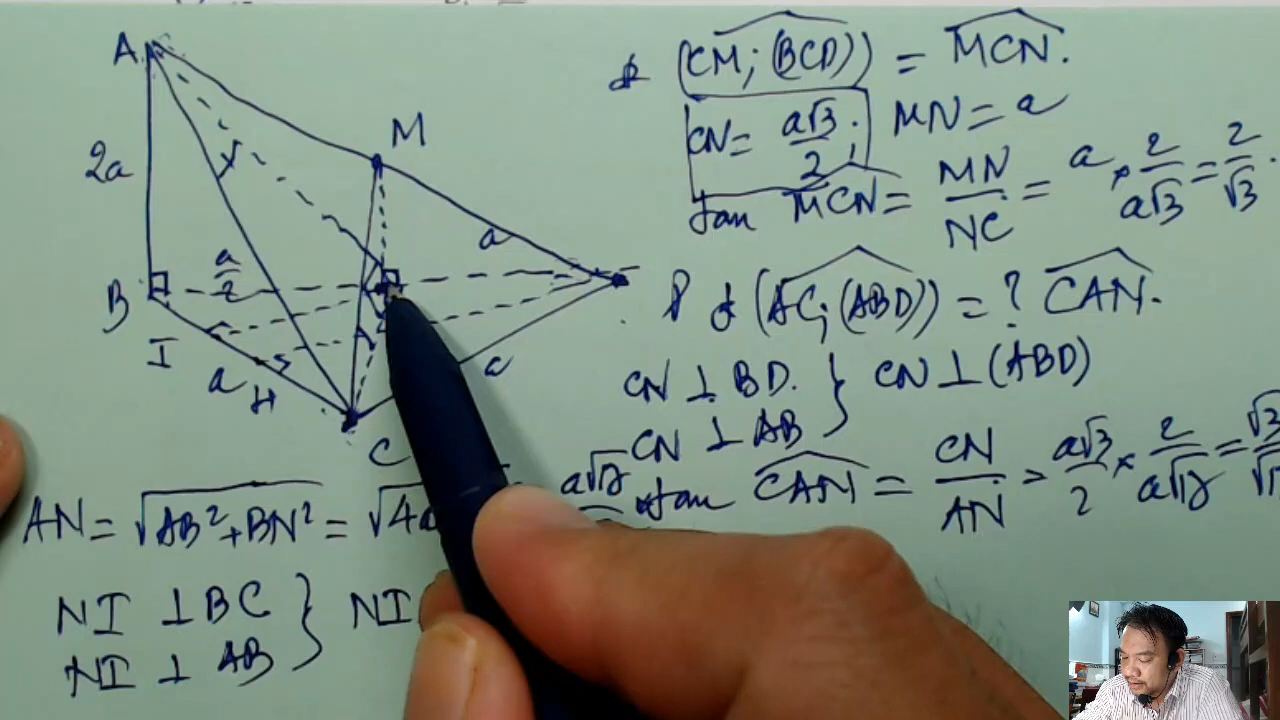 A
M
2a
a
a/2
B
I
a
H
C
(CM; (BCD)) = MCN.
CN = a√3/2; MN = a
tan MCN = MN/NC = a × 2/a√3 = 2/√3.
(AC; (ABD)) = ? CAN.
CN ⊥ BD.
CN ⊥ AB } CN ⊥ (ABD)
tan CAN = CN/AN = a√3/2 × 2/a√17 =
AN = √AB² + BN² = √4a
NI ⊥ BC
NI ⊥ AB } NI